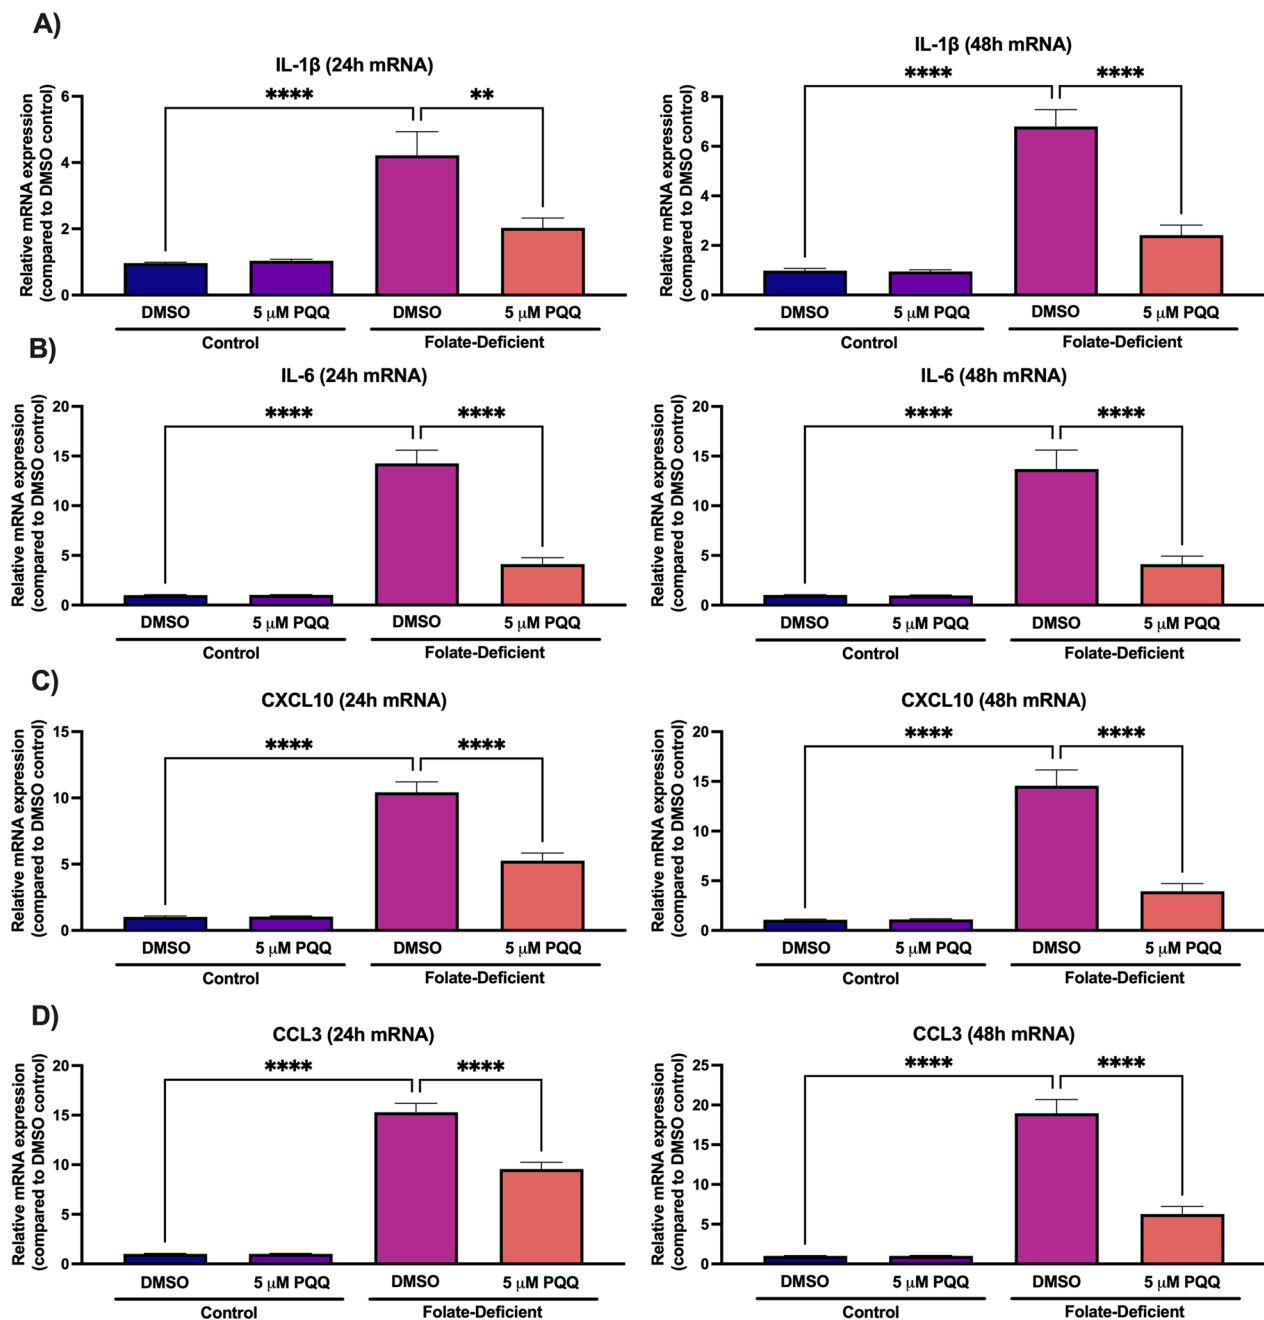 A)
IL-1β (24h mRNA)
Relative mRNA expression
(compared to DMSO control)
6
4
2
0
**** **
DMSO 5 μM PQQ DMSO 5 μM PQQ
Control Folate-Deficient
IL-1β (48h mRNA)
Relative mRNA expression
(compared to DMSO control)
8
6
4
2
0
**** ****
DMSO 5 μM PQQ DMSO 5 μM PQQ
Control Folate-Deficient
B)
IL-6 (24h mRNA)
Relative mRNA expression
(compared to DMSO control)
20
15
10
5
0
**** ****
DMSO 5 μM PQQ DMSO 5 μM PQQ
Control Folate-Deficient
IL-6 (48h mRNA)
Relative mRNA expression
(compared to DMSO control)
20
15
10
5
0
**** ****
DMSO 5 μM PQQ DMSO 5 μM PQQ
Control Folate-Deficient
C)
CXCL10 (24h mRNA)
Relative mRNA expression
(compared to DMSO control)
15
10
5
0
**** ****
DMSO 5 μM PQQ DMSO 5 μM PQQ
Control Folate-Deficient
CXCL10 (48h mRNA)
Relative mRNA expression
(compared to DMSO control)
20
15
10
5
0
**** ****
DMSO 5 μM PQQ DMSO 5 μM PQQ
Control Folate-Deficient
D)
CCL3 (24h mRNA)
Relative mRNA expression
(compared to DMSO control)
20
15
10
5
0
**** ****
DMSO 5 μM PQQ DMSO 5 μM PQQ
Control Folate-Deficient
CCL3 (48h mRNA)
Relative mRNA expression
(compared to DMSO control)
25
20
15
10
5
0
**** ****
DMSO 5 μM PQQ DMSO 5 μM PQQ
Control Folate-Deficient